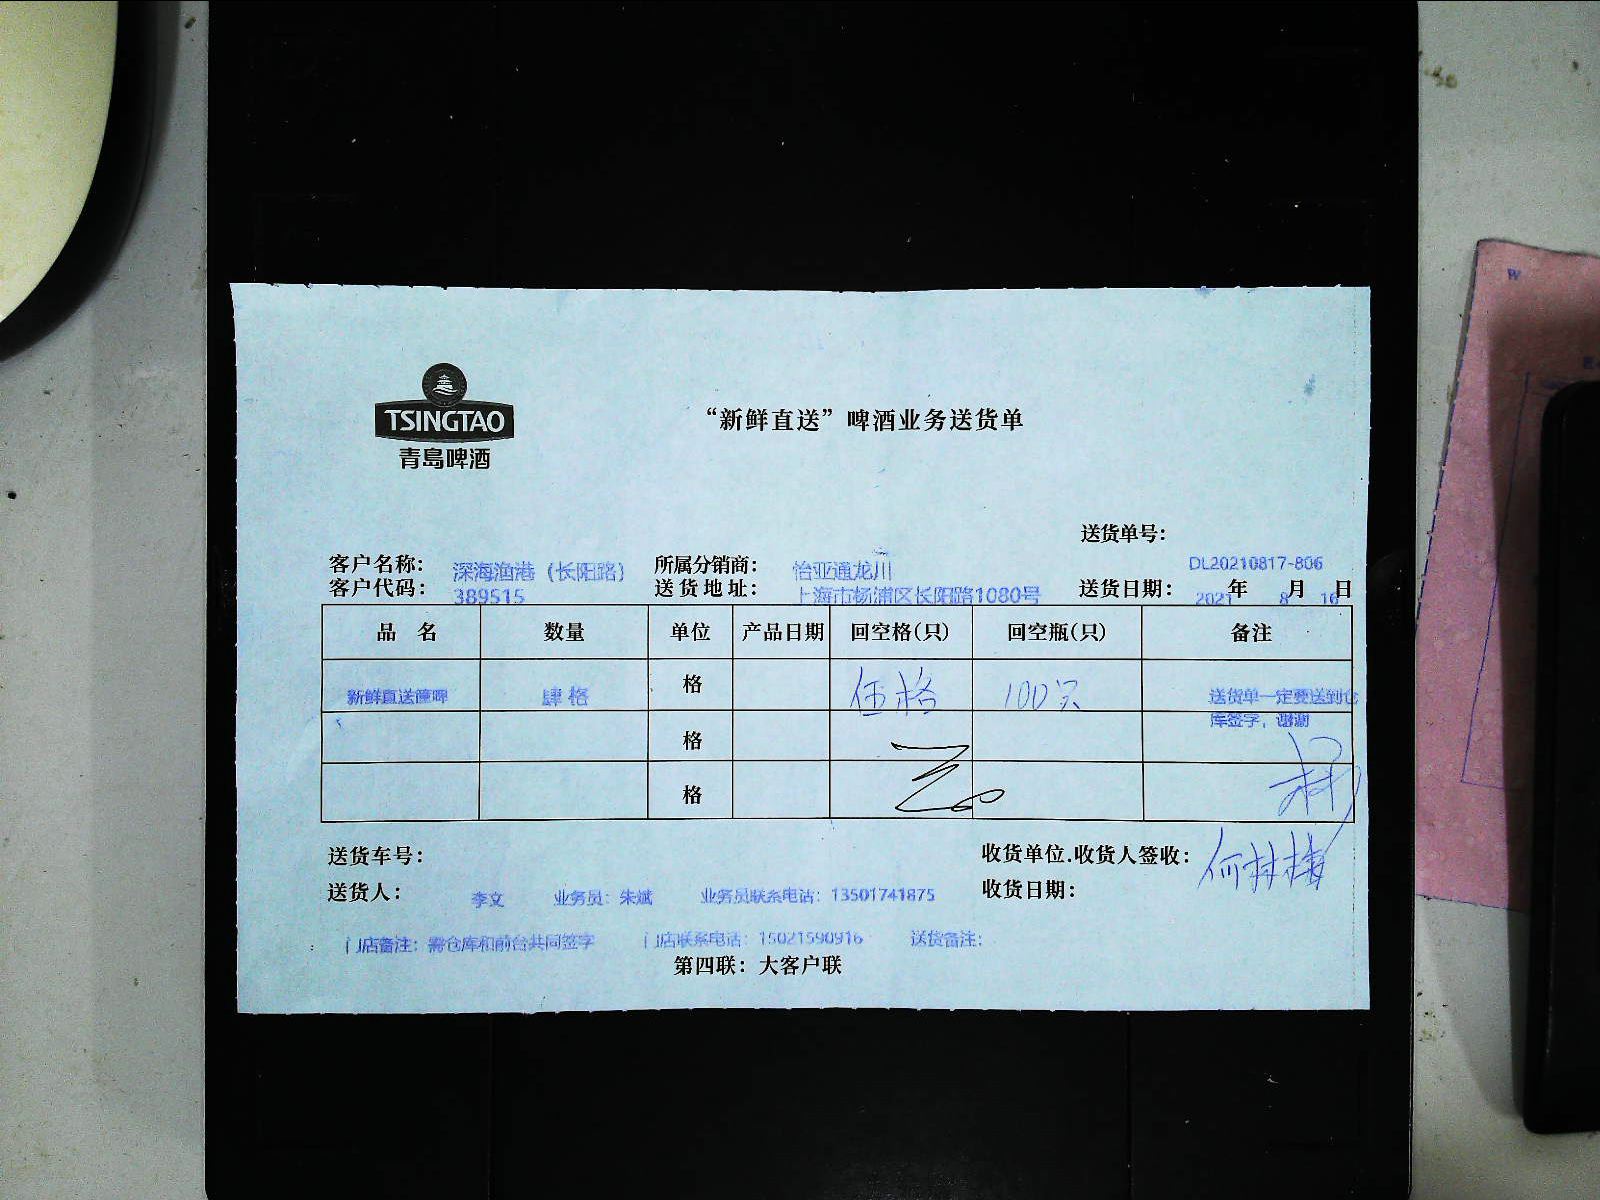 TSINGTAO
青島啤酒
“新鲜直送”啤酒业务送货单
送货单号：
DL20210817-806
客户名称： 深海渔港（长阳路） 所属分销商： 怡亚通龙川
客户代码： 389515 送货地址： 上海市杨浦区长阳路1080号 送货日期： 2021年 8月 16日
品 名 数量 单位 产品日期 回空格(只) 回空瓶(只) 备注
新鲜直送筐啤 肆格 格 伍格 100只 送货单一定要送到仓
库签字，谢谢
格
格
送货车号： 收货单位.收货人签收： 何林梅
送货人： 李文 业务员：朱斌 业务员联系电话：13501741875 收货日期：
门店备注：需仓库和前台共同签字 门店联系电话：15021590916 送货备注：
第四联：大客户联